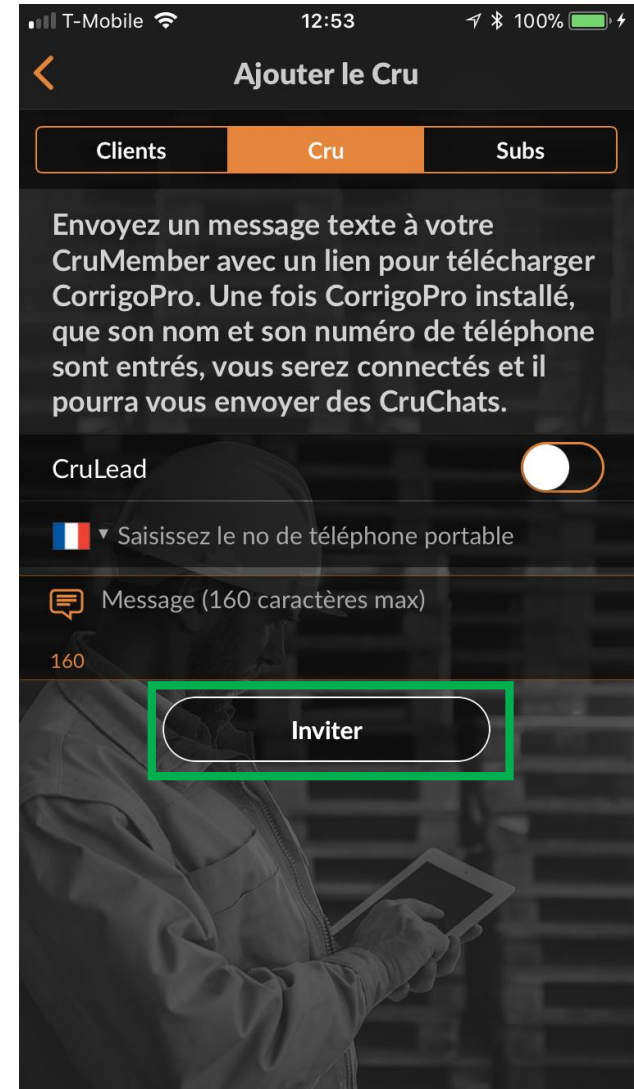 T-Mobile 12:53 100%
Ajouter le Cru
Clients Cru Subs
Envoyez un message texte à votre
CruMember avec un lien pour télécharger
CorrigoPro. Une fois CorrigoPro installé,
que son nom et son numéro de téléphone
sont entrés, vous serez connectés et il
pourra vous envoyer des CruChats.
CruLead
Saisissez le no de téléphone portable
Message (160 caractères max)
160
Inviter